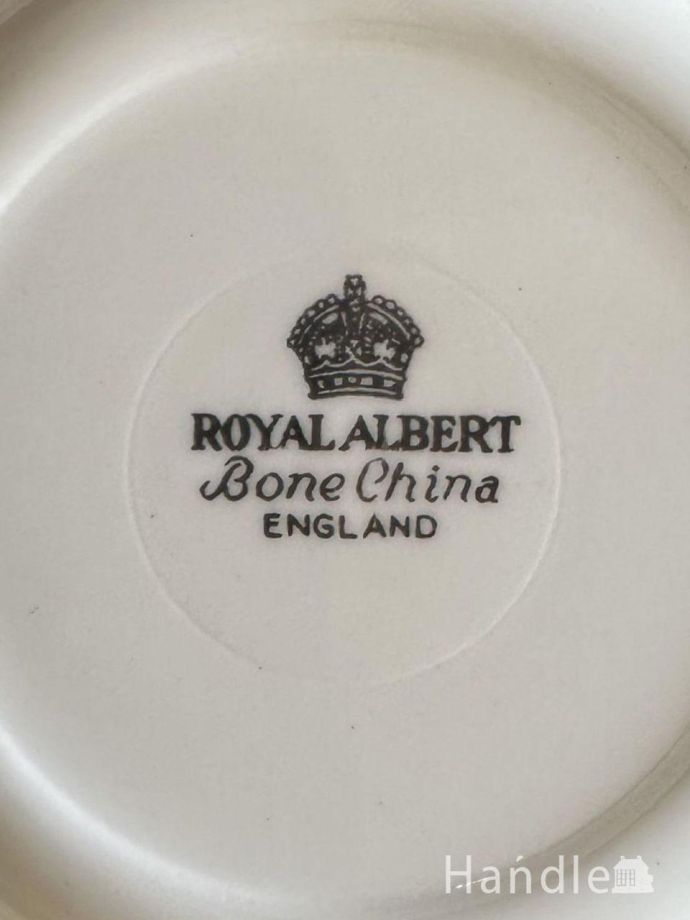 ROYAL ALBERT
Bone China
ENGLAND
Handle